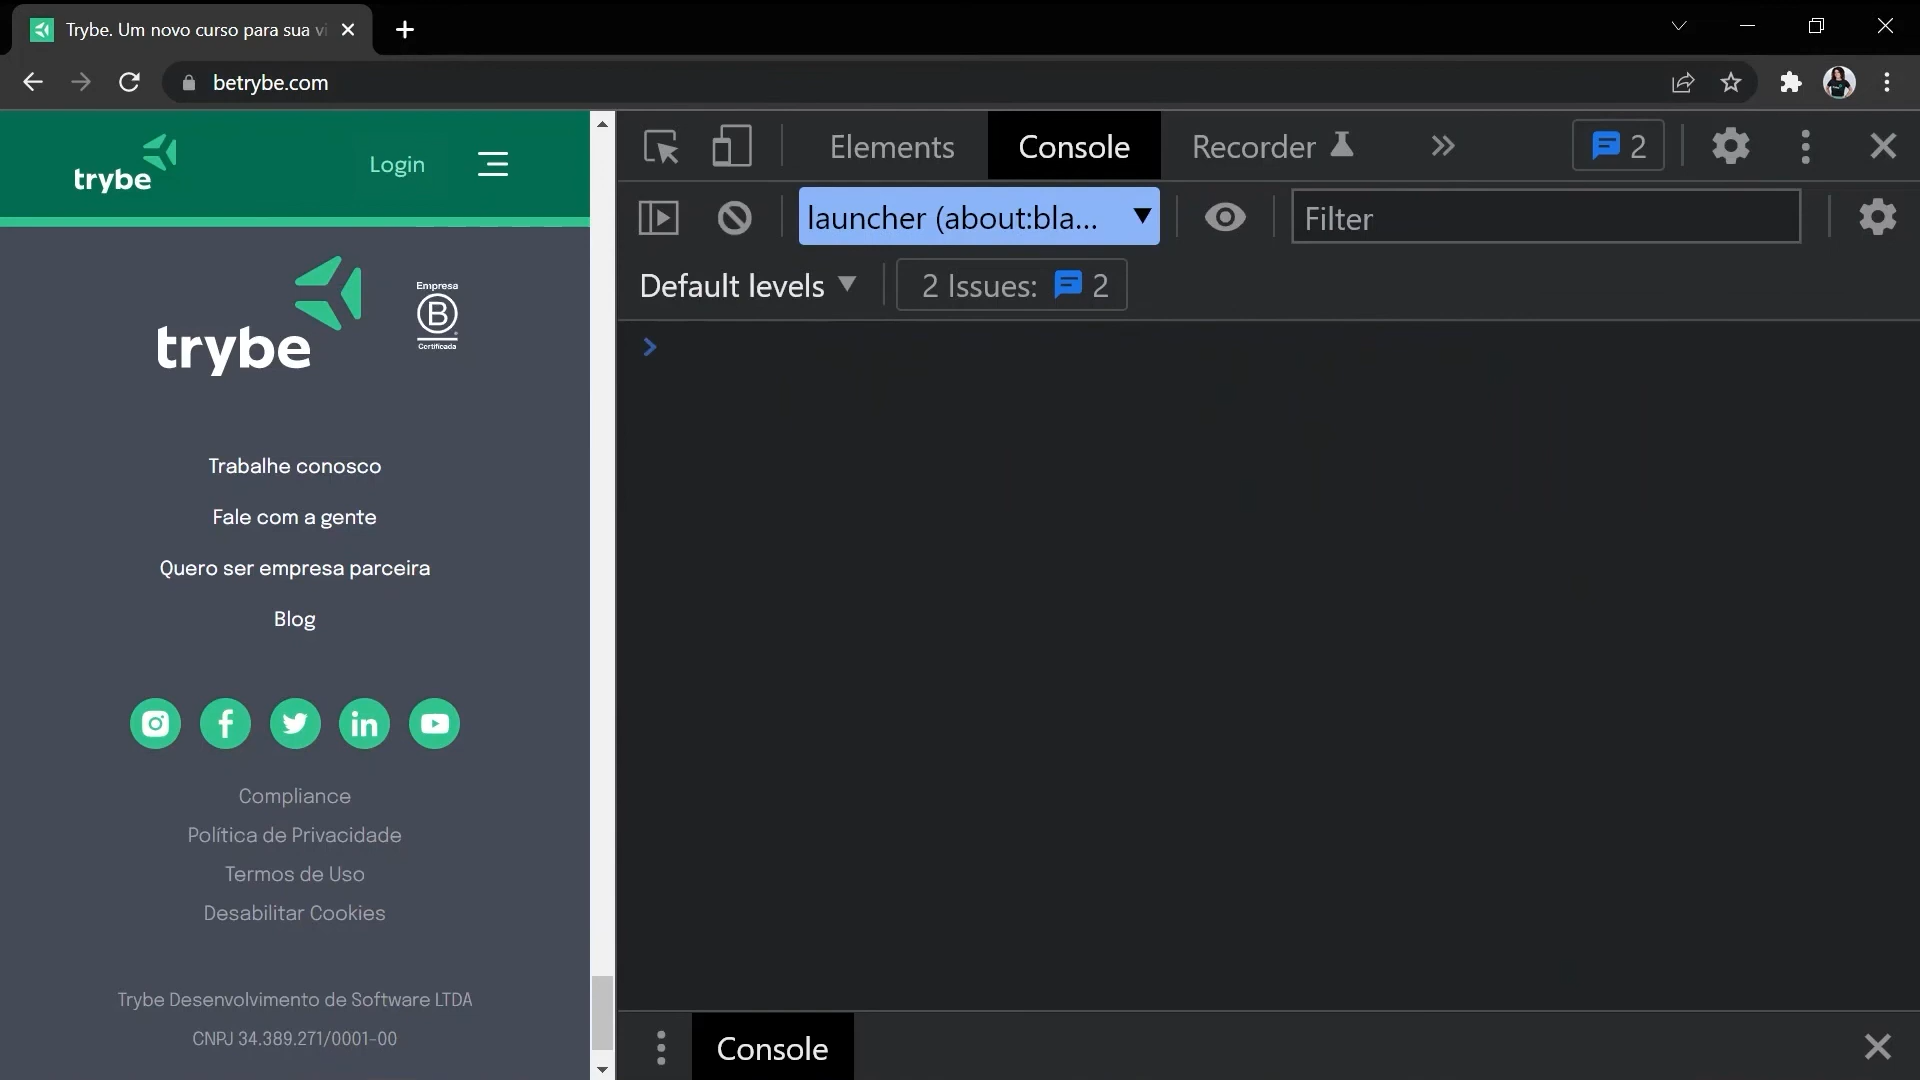 Trybe. Um novo curso para sua vi
betrybe.com
trybe
Login
Elements
Console
Recorder
2
launcher (about:bla...
Filter
Default levels
2 Issues:
2
trybe
Empresa
B
Certificada
Trabalhe conosco
Fale com a gente
Quero ser empresa parceira
Blog
Compliance
Política de Privacidade
Termos de Uso
Desabilitar Cookies
Trybe Desenvolvimento de Software LTDA
CNPJ 34.389.271/0001-00
Console